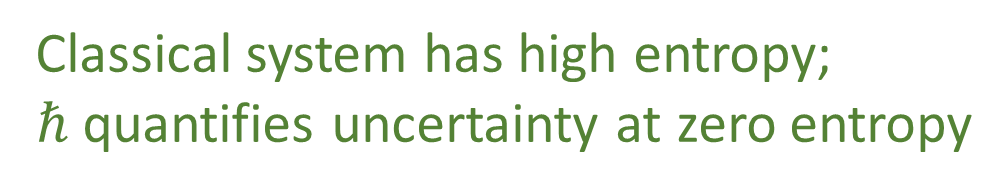 Classical system has high entropy;
ℏ quantifies uncertainty at zero entropy